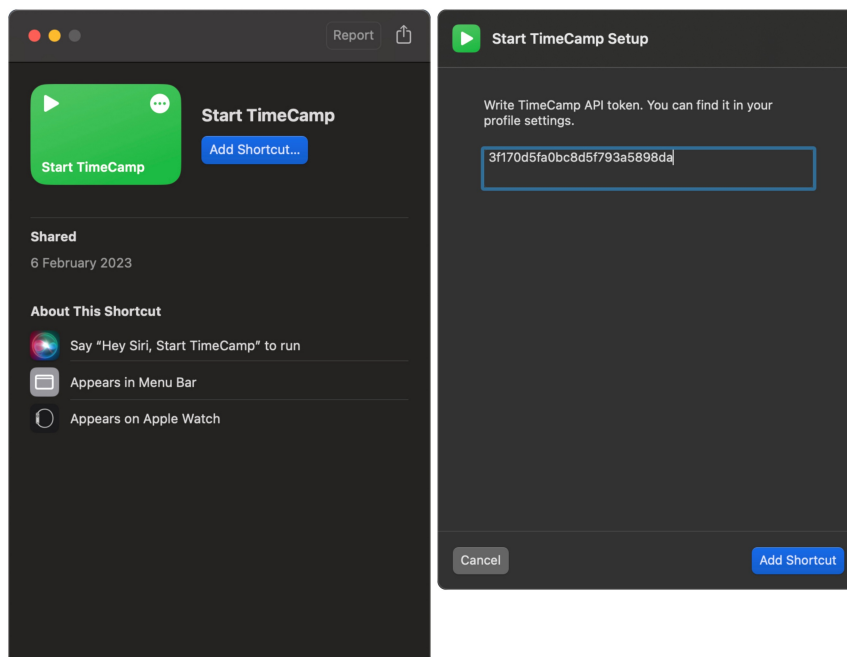 Report
Start TimeCamp
Start TimeCamp
Add Shortcut...
Shared
6 February 2023
About This Shortcut
Say "Hey Siri, Start TimeCamp" to run
Appears in Menu Bar
Appears on Apple Watch
Start TimeCamp Setup
Write TimeCamp API token. You can find it in your
profile settings.
3f170d5fa0bc8d5f793a5898da
Cancel
Add Shortcut